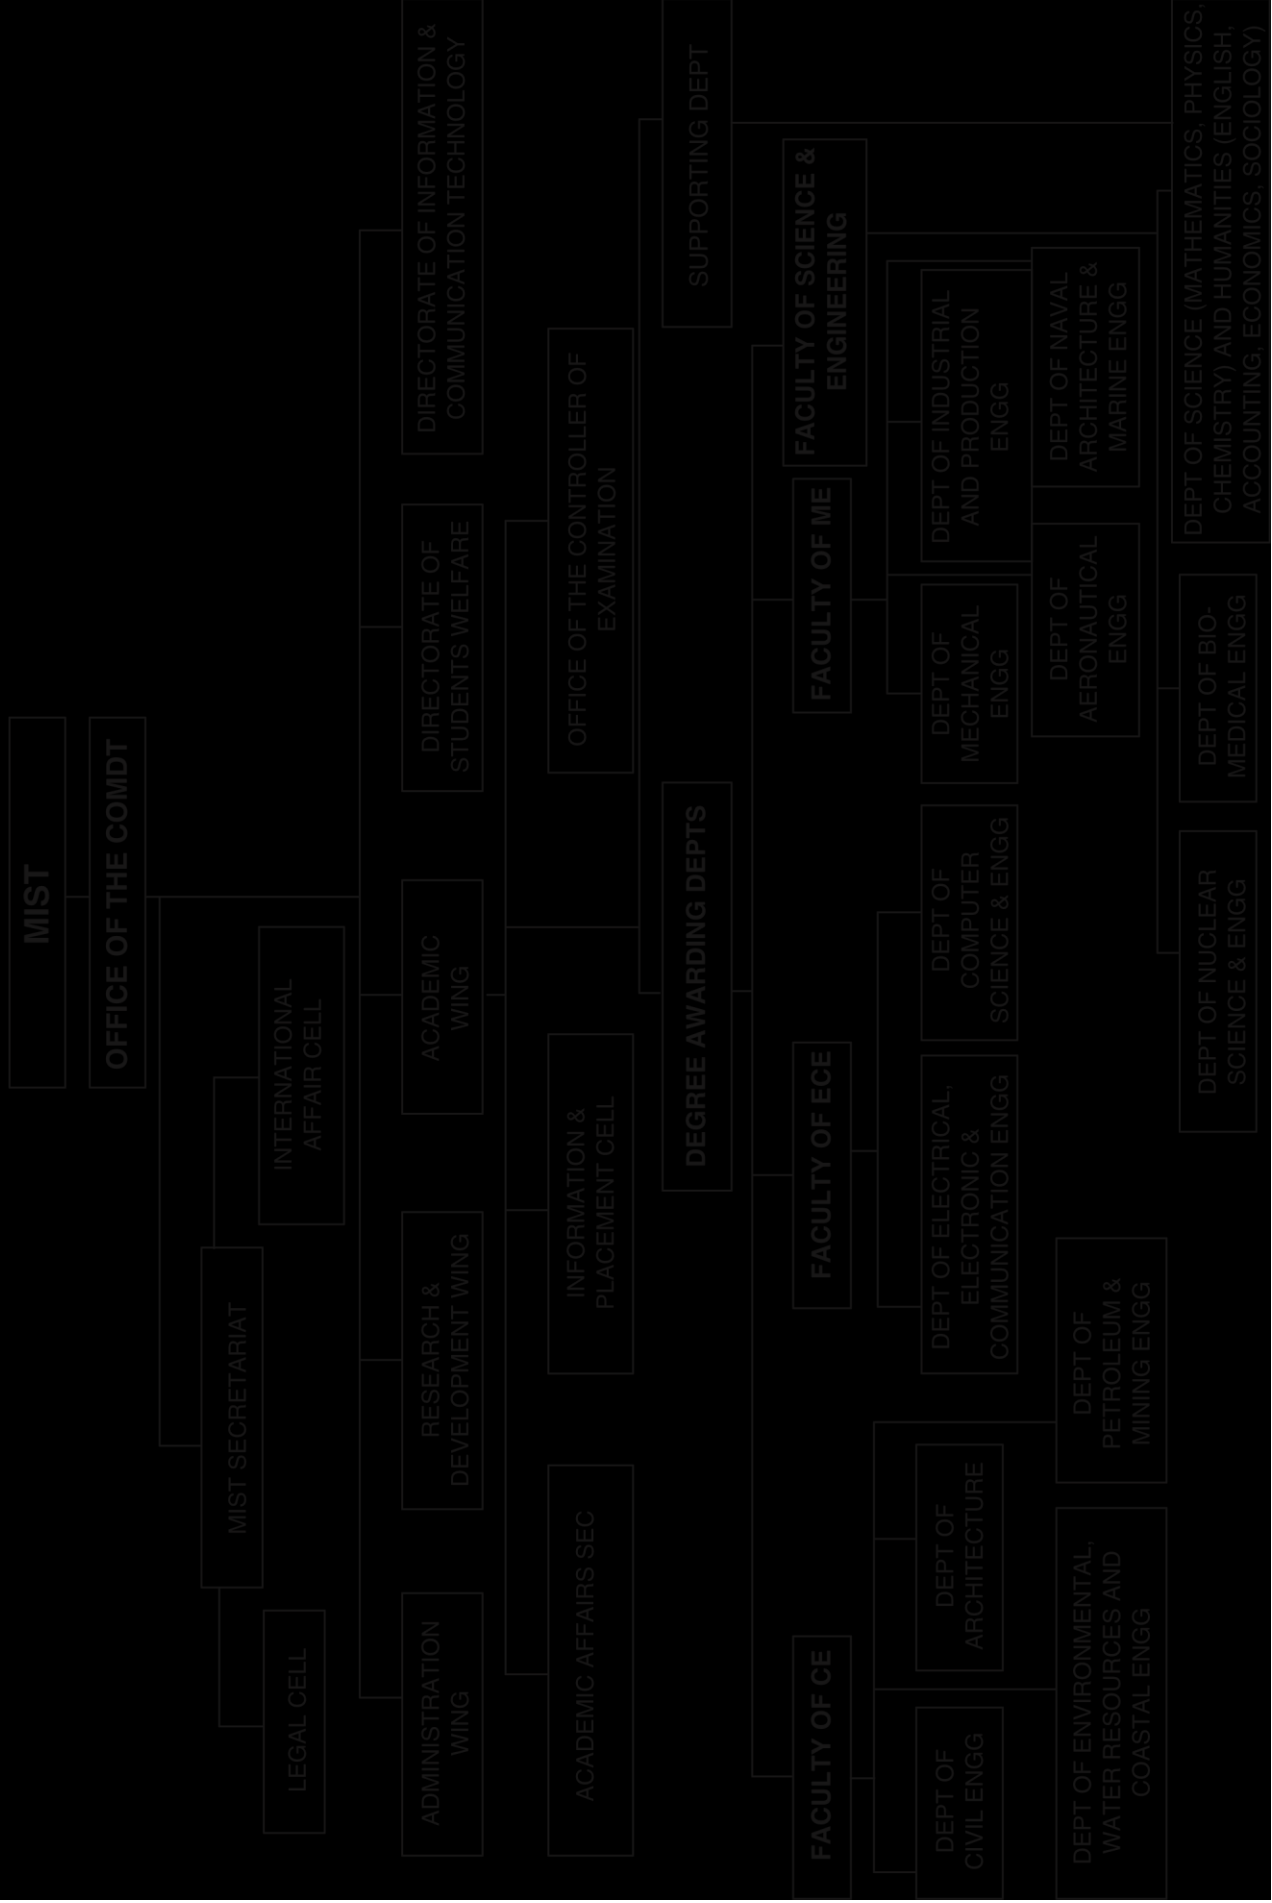 MIST
OFFICE OF THE COMDT
MIST SECRETARIAT
LEGAL CELL
INTERNATIONAL
AFFAIR CELL
ADMINISTRATION
WING
RESEARCH &
DEVELOPMENT WING
ACADEMIC
WING
DIRECTORATE OF
STUDENTS WELFARE
DIRECTORATE OF INFORMATION &
COMMUNICATION TECHNOLOGY
ACADEMIC AFFAIRS SEC
INFORMATION &
PLACEMENT CELL
OFFICE OF THE CONTROLLER OF
EXAMINATION
DEGREE AWARDING DEPTS
SUPPORTING DEPT
FACULTY OF CE
FACULTY OF ECE
FACULTY OF ME
FACULTY OF SCIENCE &
ENGINEERING
DEPT OF
CIVIL ENGG
DEPT OF
ARCHITECTURE
DEPT OF ELECTRICAL,
ELECTRONIC &
COMMUNICATION ENGG
DEPT OF
COMPUTER
SCIENCE & ENGG
DEPT OF
MECHANICAL
ENGG
DEPT OF INDUSTRIAL
AND PRODUCTION
ENGG
DEPT OF ENVIRONMENTAL,
WATER RESOURCES AND
COASTAL ENGG
DEPT OF
PETROLEUM &
MINING ENGG
DEPT OF
AERONAUTICAL
ENGG
DEPT OF NAVAL
ARCHITECTURE &
MARINE ENGG
DEPT OF NUCLEAR
SCIENCE & ENGG
DEPT OF BIO-
MEDICAL ENGG
DEPT OF SCIENCE (MATHEMATICS, PHYSICS,
CHEMISTRY) AND HUMANITIES (ENGLISH,
ACCOUNTING, ECONOMICS, SOCIOLOGY)